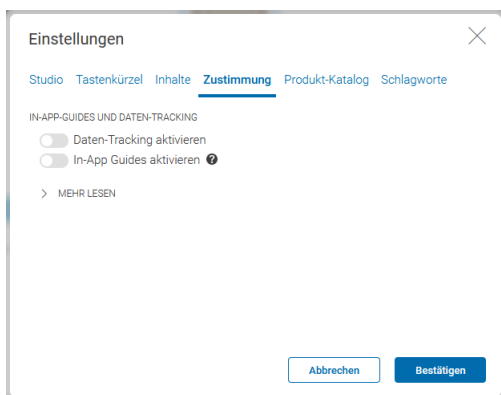 Einstellungen
Studio Tastenkürzel Inhalte Zustimmung Produkt-Katalog Schlagworte
IN-APP-GUIDES UND DATEN-TRACKING
Daten-Tracking aktivieren
In-App Guides aktivieren ?
MEHR LESEN
Abbrechen Bestätigen